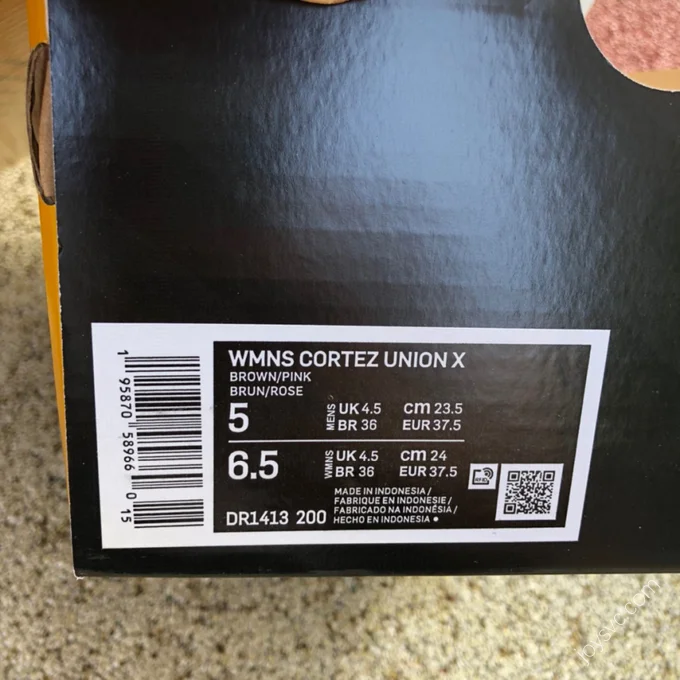 WMNS CORTEZ UNION X
BROWN/PINK
BRUN/ROSE
5 MENS UK 4.5 cm 23.5
BR 36 EUR 37.5
6.5 WMNS UK 4.5 cm 24
BR 36 EUR 37.5
MADE IN INDONESIA /
FABRIQUE EN INDONESIE /
FABRICADO NA INDONÉSIA /
DR1413 200 HECHO EN INDONESIA
1 95870 58966 0 15